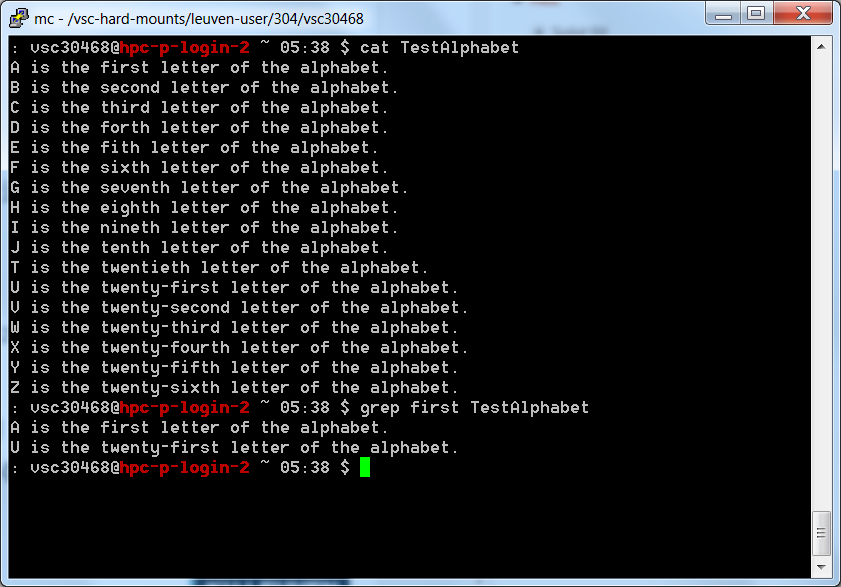 mc - /vsc-hard-mounts/leuven-user/304/vsc30468
: vsc30468@hpc-p-login-2 ~ 05:38 $ cat TestAlphabet
A is the first letter of the alphabet.
B is the second letter of the alphabet.
C is the third letter of the alphabet.
D is the forth letter of the alphabet.
E is the fith letter of the alphabet.
F is the sixth letter of the alphabet.
G is the seventh letter of the alphabet.
H is the eighth letter of the alphabet.
I is the nineth letter of the alphabet.
J is the tenth letter of the alphabet.
T is the twentieth letter of the alphabet.
U is the twenty-first letter of the alphabet.
V is the twenty-second letter of the alphabet.
W is the twenty-third letter of the alphabet.
X is the twenty-fourth letter of the alphabet.
Y is the twenty-fifth letter of the alphabet.
Z is the twenty-sixth letter of the alphabet.
: vsc30468@hpc-p-login-2 ~ 05:38 $ grep first TestAlphabet
A is the first letter of the alphabet.
U is the twenty-first letter of the alphabet.
: vsc30468@hpc-p-login-2 ~ 05:38 $